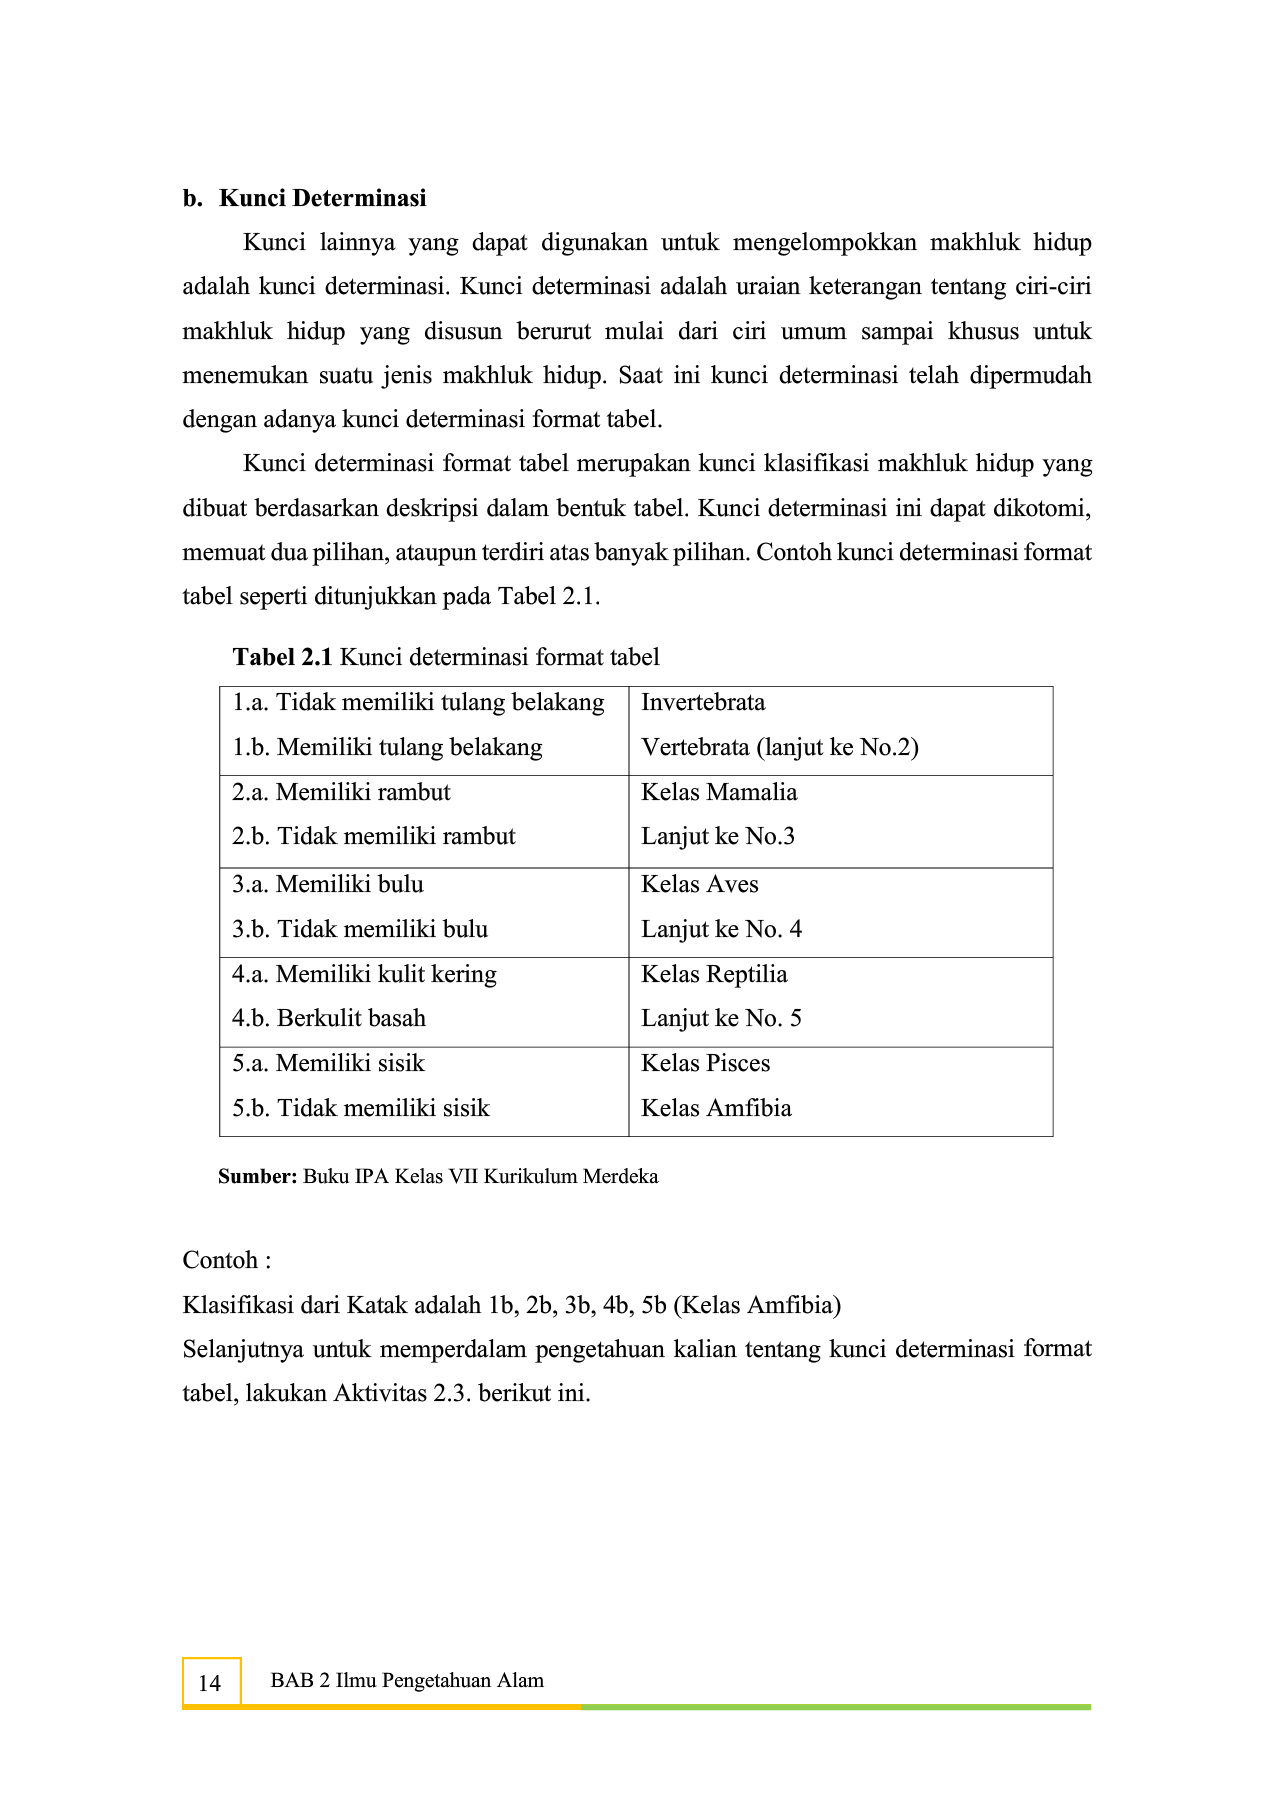 b. Kunci Determinasi
Kunci lainnya yang dapat digunakan untuk mengelompokkan makhluk hidup
adalah kunci determinasi. Kunci determinasi adalah uraian keterangan tentang ciri-ciri
makhluk hidup yang disusun berurut mulai dari ciri umum sampai khusus untuk
menemukan suatu jenis makhluk hidup. Saat ini kunci determinasi telah dipermudah
dengan adanya kunci determinasi format tabel.
Kunci determinasi format tabel merupakan kunci klasifikasi makhluk hidup yang
dibuat berdasarkan deskripsi dalam bentuk tabel. Kunci determinasi ini dapat dikotomi,
memuat dua pilihan, ataupun terdiri atas banyak pilihan. Contoh kunci determinasi format
tabel seperti ditunjukkan pada Tabel 2.1.
Tabel 2.1 Kunci determinasi format tabel
1.a. Tidak memiliki tulang belakang Invertebrata
1.b. Memiliki tulang belakang Vertebrata (lanjut ke No.2)
2.a. Memiliki rambut Kelas Mamalia
2.b. Tidak memiliki rambut Lanjut ke No.3
3.a. Memiliki bulu Kelas Aves
3.b. Tidak memiliki bulu Lanjut ke No. 4
4.a. Memiliki kulit kering Kelas Reptilia
4.b. Berkulit basah Lanjut ke No. 5
5.a. Memiliki sisik Kelas Pisces
5.b. Tidak memiliki sisik Kelas Amfibia
Sumber: Buku IPA Kelas VII Kurikulum Merdeka
Contoh :
Klasifikasi dari Katak adalah 1b, 2b, 3b, 4b, 5b (Kelas Amfibia)
Selanjutnya untuk memperdalam pengetahuan kalian tentang kunci determinasi format
tabel, lakukan Aktivitas 2.3. berikut ini.
14 BAB 2 Ilmu Pengetahuan Alam